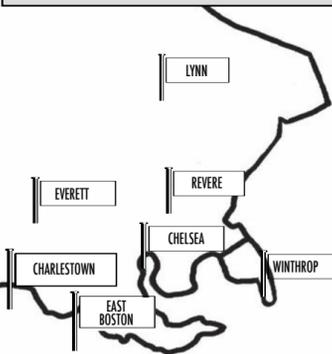 LYNN
REVERE
EVERETT
CHELSEA
CHARLESTOWN
WINTHROP
EAST
BOSTON